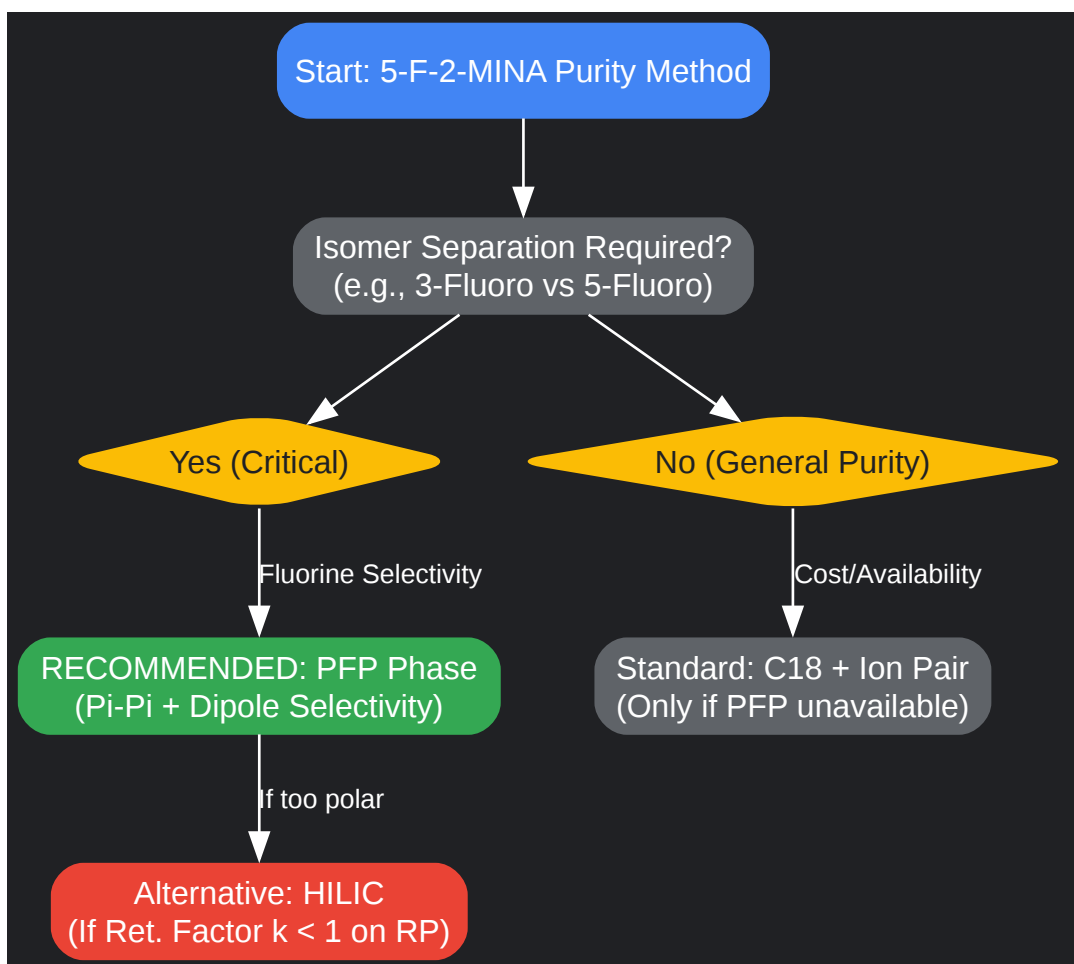 Start: 5-F-2-MINA Purity Method
Isomer Separation Required?
(e.g., 3-Fluoro vs 5-Fluoro)
Yes (Critical)
No (General Purity)
Fluorine Selectivity
Cost/Availability
RECOMMENDED: PFP Phase
(Pi-Pi + Dipole Selectivity)
Standard: C18 + Ion Pair
(Only if PFP unavailable)
If too polar
Alternative: HILIC
(If Ret. Factor k < 1 on RP)